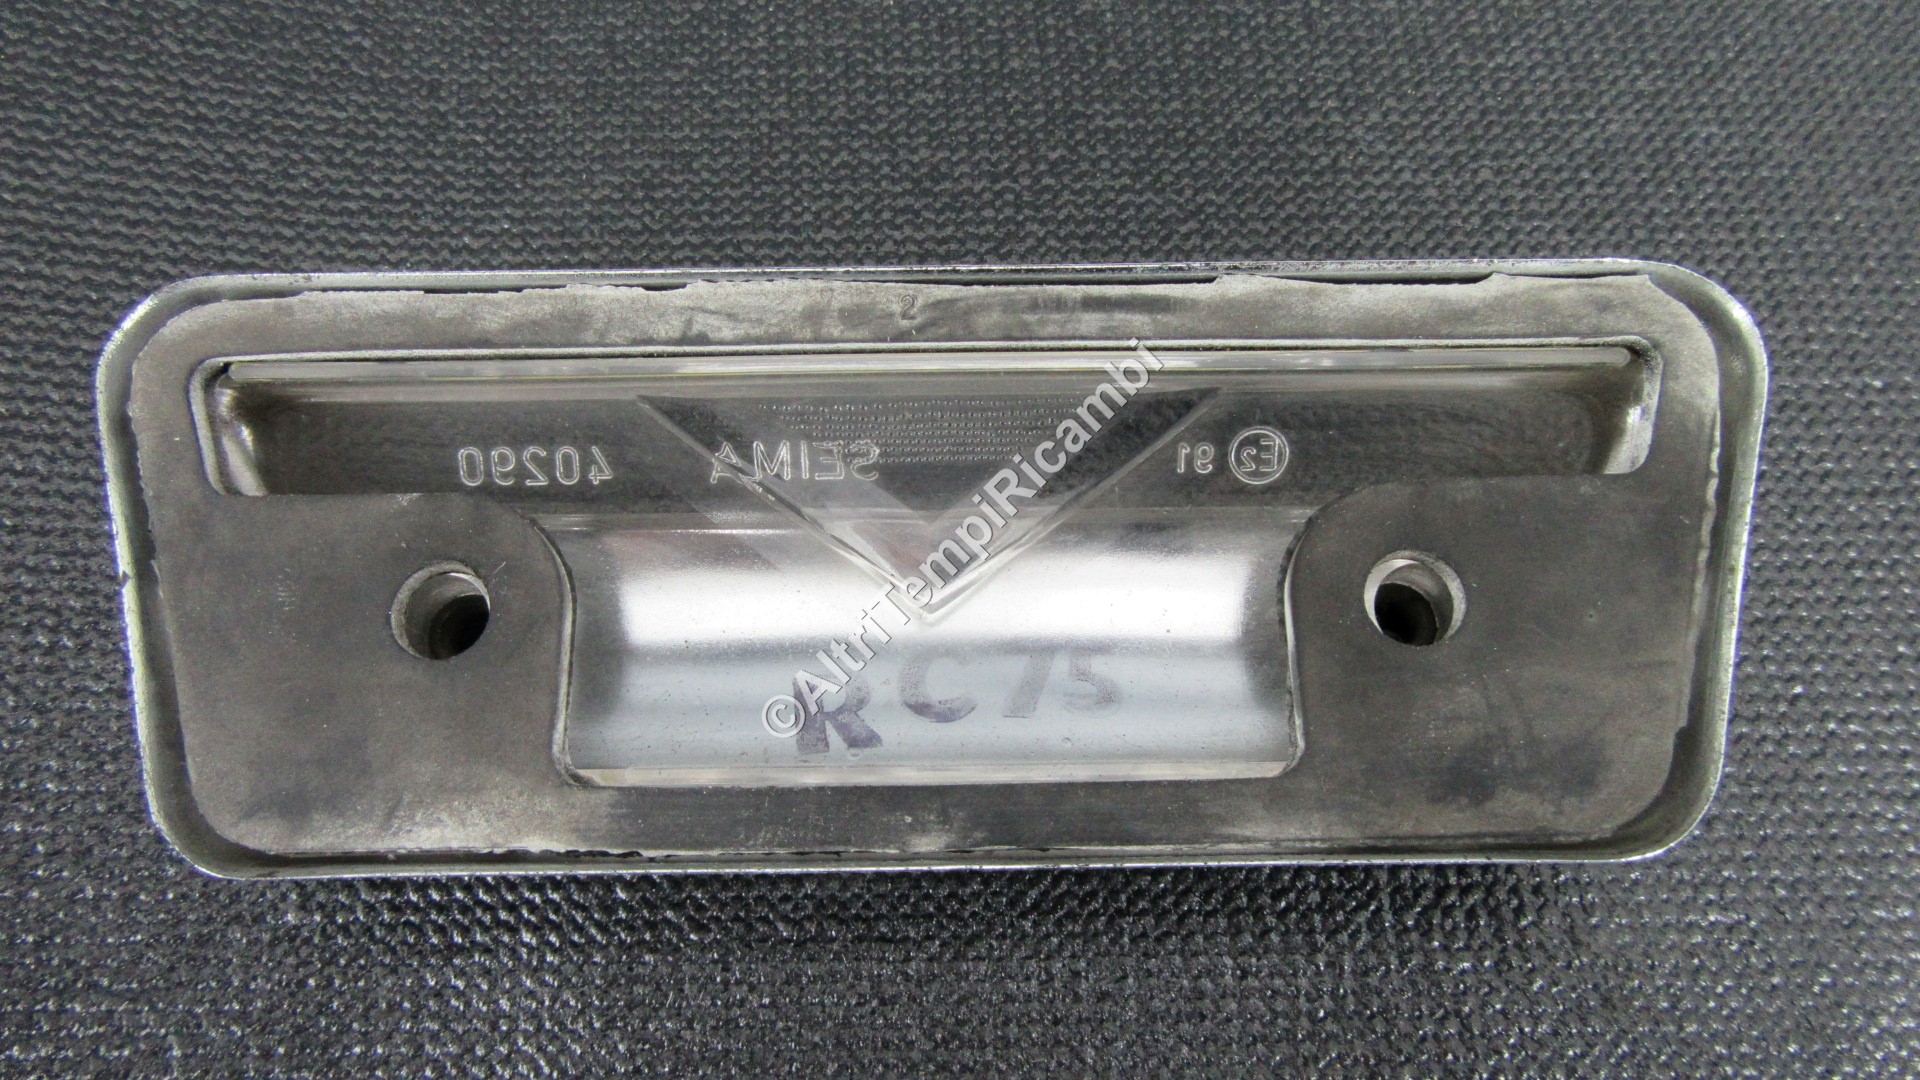 2
40290 SEIMA 91 E2
RC75
©AltriTempiRicambi